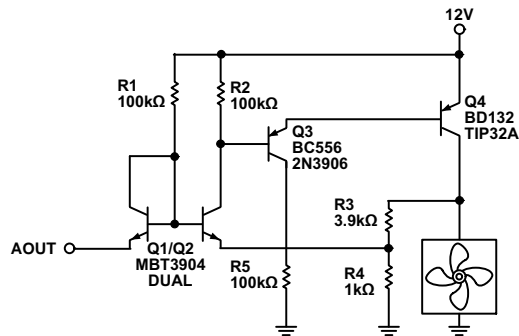 12V
R1
100kΩ
R2
100kΩ
Q3
BC556
2N3906
Q4
BD132
TIP32A
R3
3.9kΩ
AOUT
Q1/Q2
MBT3904
DUAL
R5
100kΩ
R4
1kΩ